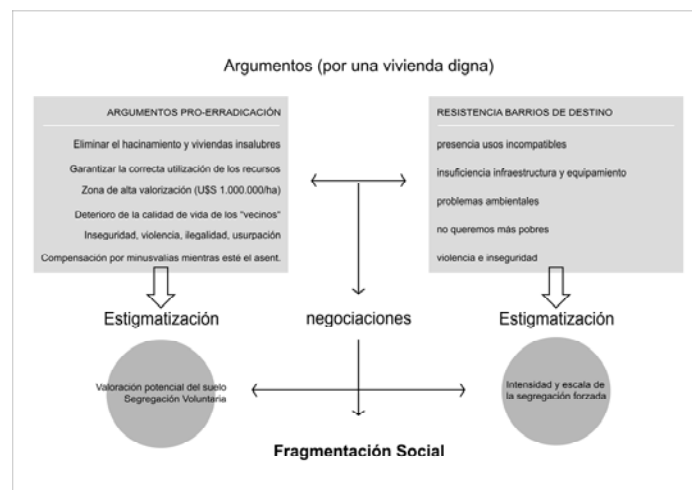 Argumentos (por una vivienda digna)
ARGUMENTOS PRO-ERRADICACIÓN
Eliminar el hacinamiento y viviendas insalubres
Garantizar la correcta utilización de los recursos
Zona de alta valorización (U$S 1.000.000/ha)
Deterioro de la calidad de vida de los "vecinos"
Inseguridad, violencia, ilegalidad, usurpación
Compensación por minusvalias mientras esté el asent.
RESISTENCIA BARRIOS DE DESTINO
presencia usos incompatibles
insuficiencia infraestructura y equipamiento
problemas ambientales
no queremos más pobres
violencia e inseguridad
Estigmatización
negociaciones
Estigmatización
Valoración potencial del suelo
Segregación Voluntaria
Intensidad y escala de
la segregación forzada
Fragmentación Social